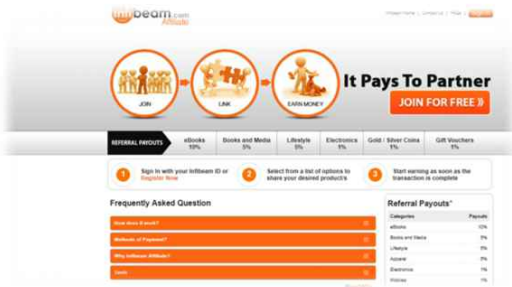 Infibeam.com
Affiliate
JOIN
LINK
EARN MONEY
It Pays To Partner
JOIN FOR FREE »
REFERRAL PAYOUTS
eBooks
10%
Books and Media
5%
Lifestyle
5%
Electronics
1%
Gold / Silver Coins
1%
Gift Vouchers
1%
1 Sign in with your Infibeam ID or
Register Now
2 Select from a list of options to
share your desired product's
3 Start earning as soon as the
transaction is complete
Frequently Asked Question
How does it work?
Methods of Payment?
Why Infibeam Affiliate?
Tools
Referral Payouts*
Categories Payouts
eBooks 10%
Books and Media 5%
Lifestyle 5%
Apparel 5%
Electronics 1%
Mobiles 1%